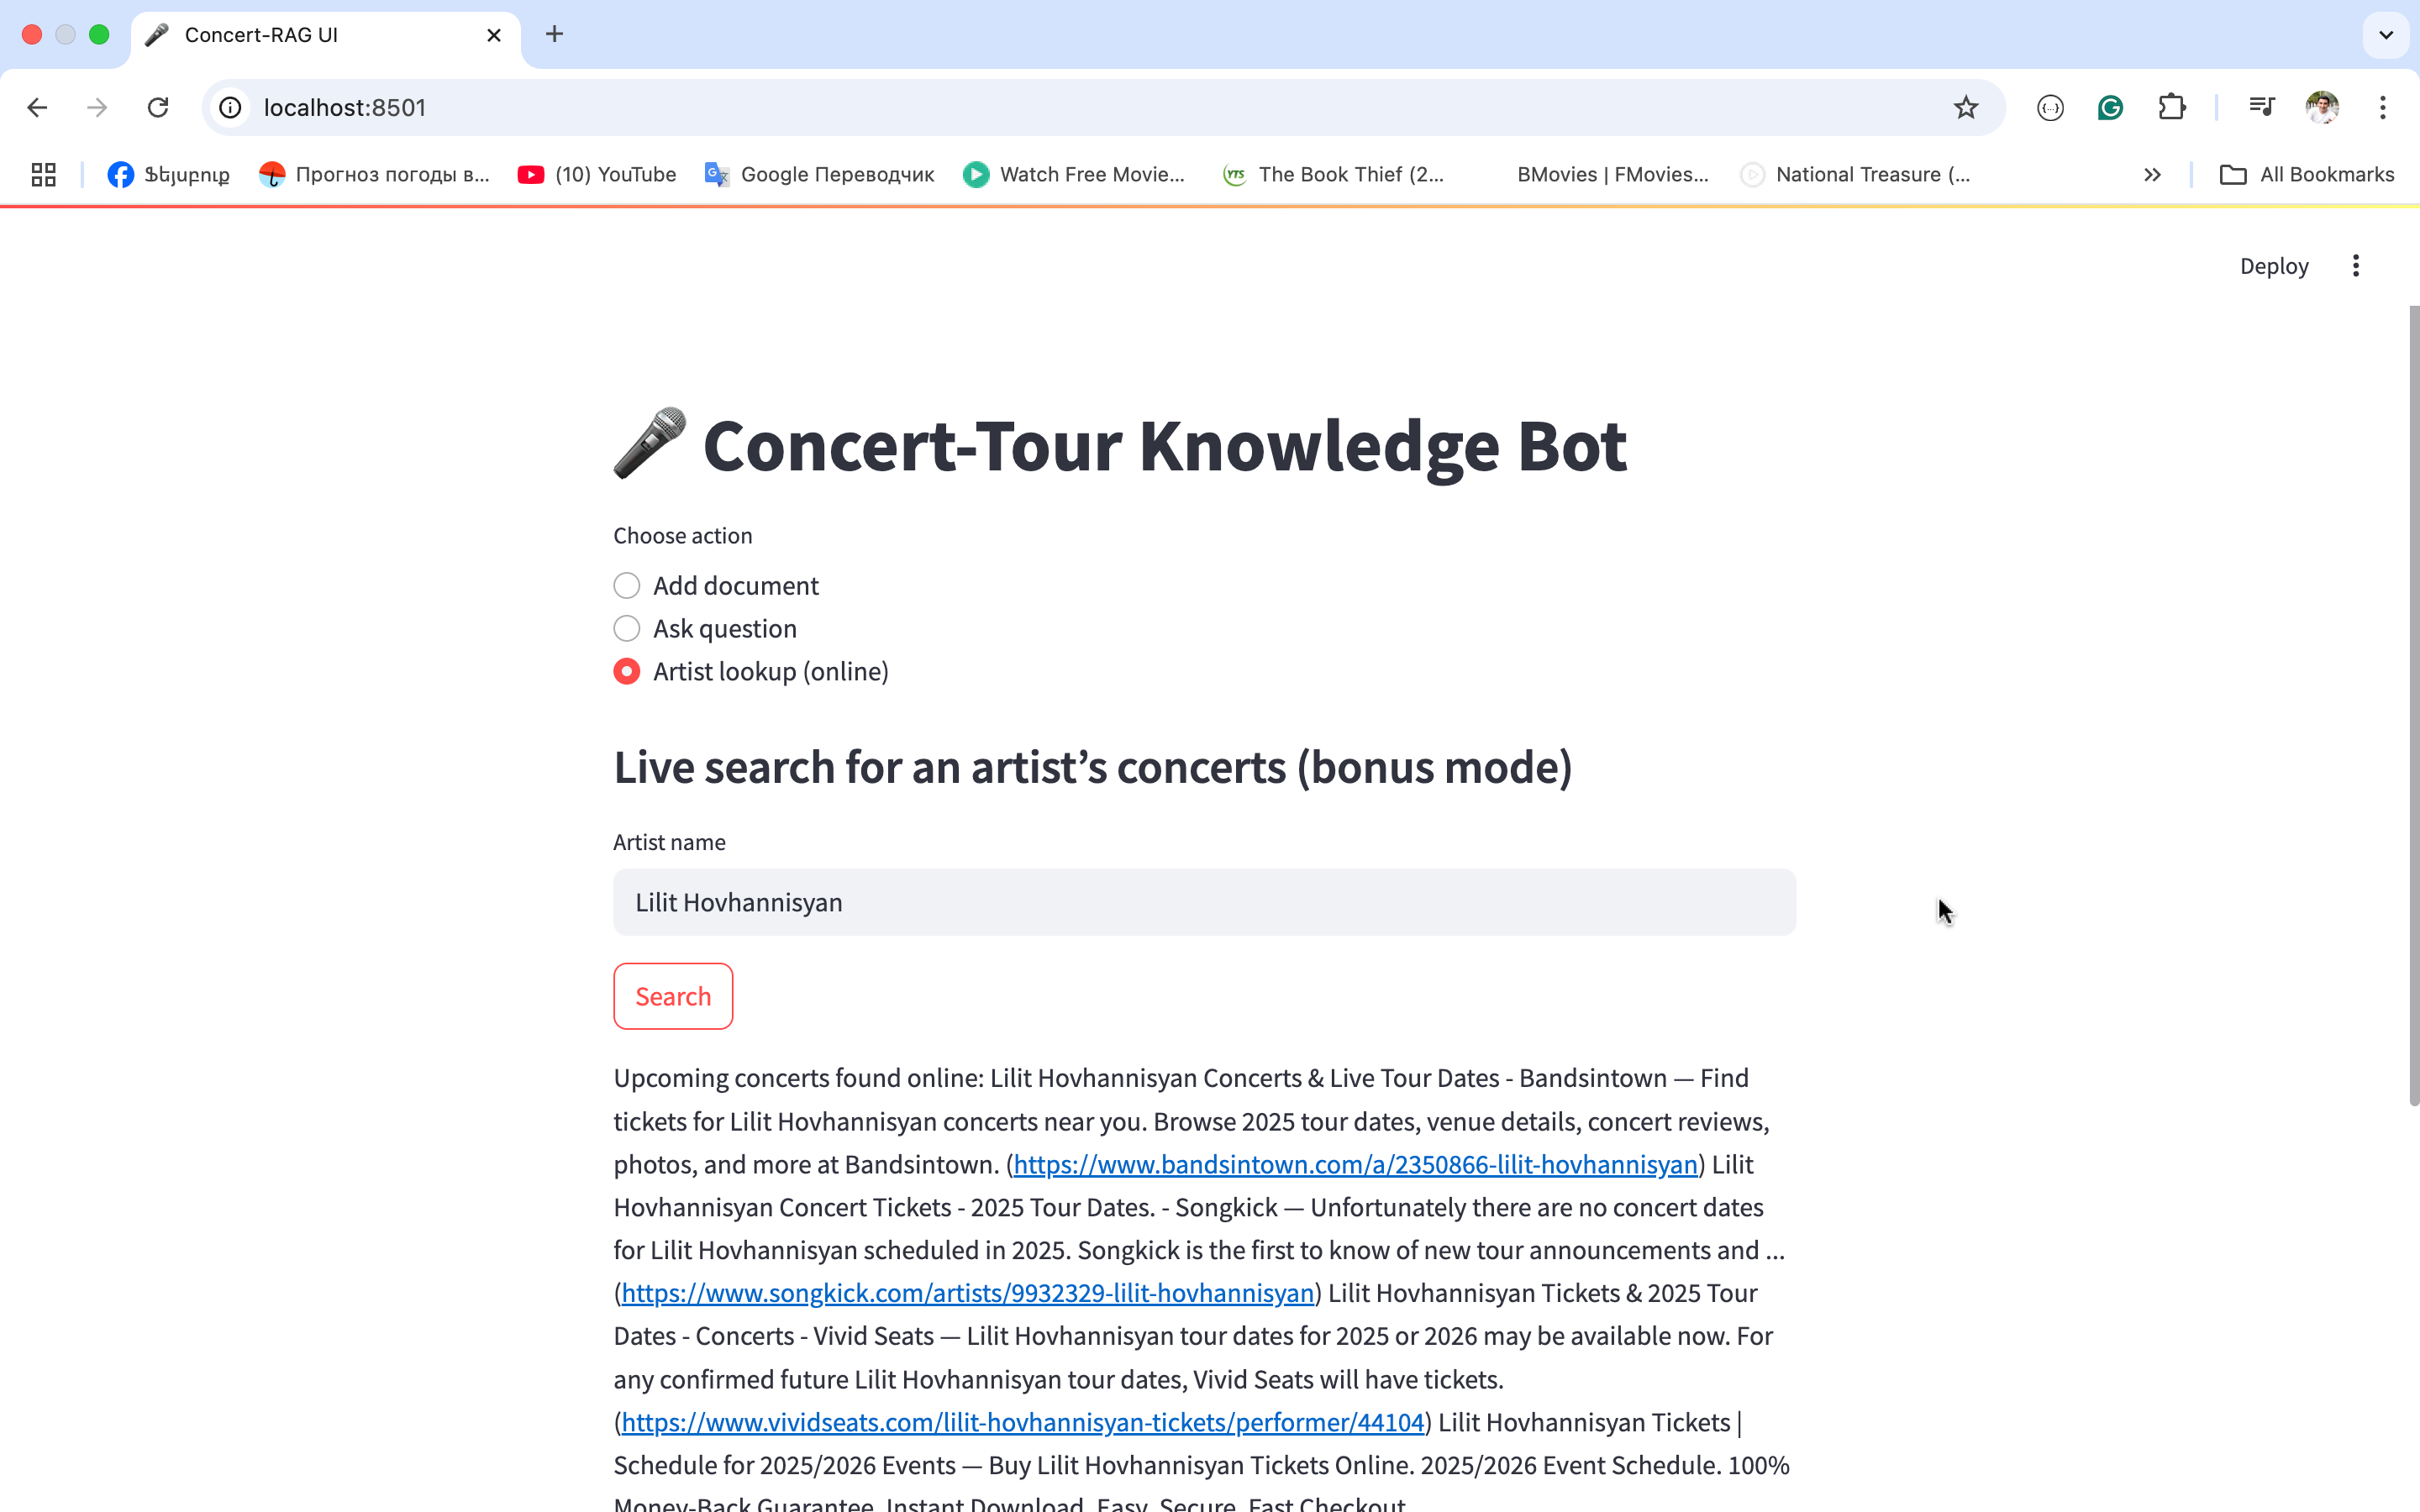 Concert-RAG UI
localhost:8501
Ֆեյսբուք
Прогноз погоды в...
(10) YouTube
Google Переводчик
Watch Free Movie...
YTS
The Book Thief (2...
BMovies | FMovies...
National Treasure (...
All Bookmarks
Deploy
Concert-Tour Knowledge Bot
Choose action
Add document
Ask question
Artist lookup (online)
Live search for an artist’s concerts (bonus mode)
Artist name
Lilit Hovhannisyan
Search
Upcoming concerts found online: Lilit Hovhannisyan Concerts & Live Tour Dates - Bandsintown — Find
tickets for Lilit Hovhannisyan concerts near you. Browse 2025 tour dates, venue details, concert reviews,
photos, and more at Bandsintown. (https://www.bandsintown.com/a/2350866-lilit-hovhannisyan) Lilit
Hovhannisyan Concert Tickets - 2025 Tour Dates. - Songkick — Unfortunately there are no concert dates
for Lilit Hovhannisyan scheduled in 2025. Songkick is the first to know of new tour announcements and ...
(https://www.songkick.com/artists/9932329-lilit-hovhannisyan) Lilit Hovhannisyan Tickets & 2025 Tour
Dates - Concerts - Vivid Seats — Lilit Hovhannisyan tour dates for 2025 or 2026 may be available now. For
any confirmed future Lilit Hovhannisyan tour dates, Vivid Seats will have tickets.
(https://www.vividseats.com/lilit-hovhannisyan-tickets/performer/44104) Lilit Hovhannisyan Tickets |
Schedule for 2025/2026 Events — Buy Lilit Hovhannisyan Tickets Online. 2025/2026 Event Schedule. 100%
Money-Back Guarantee. Instant Download. Easy, Secure, Fast Checkout.